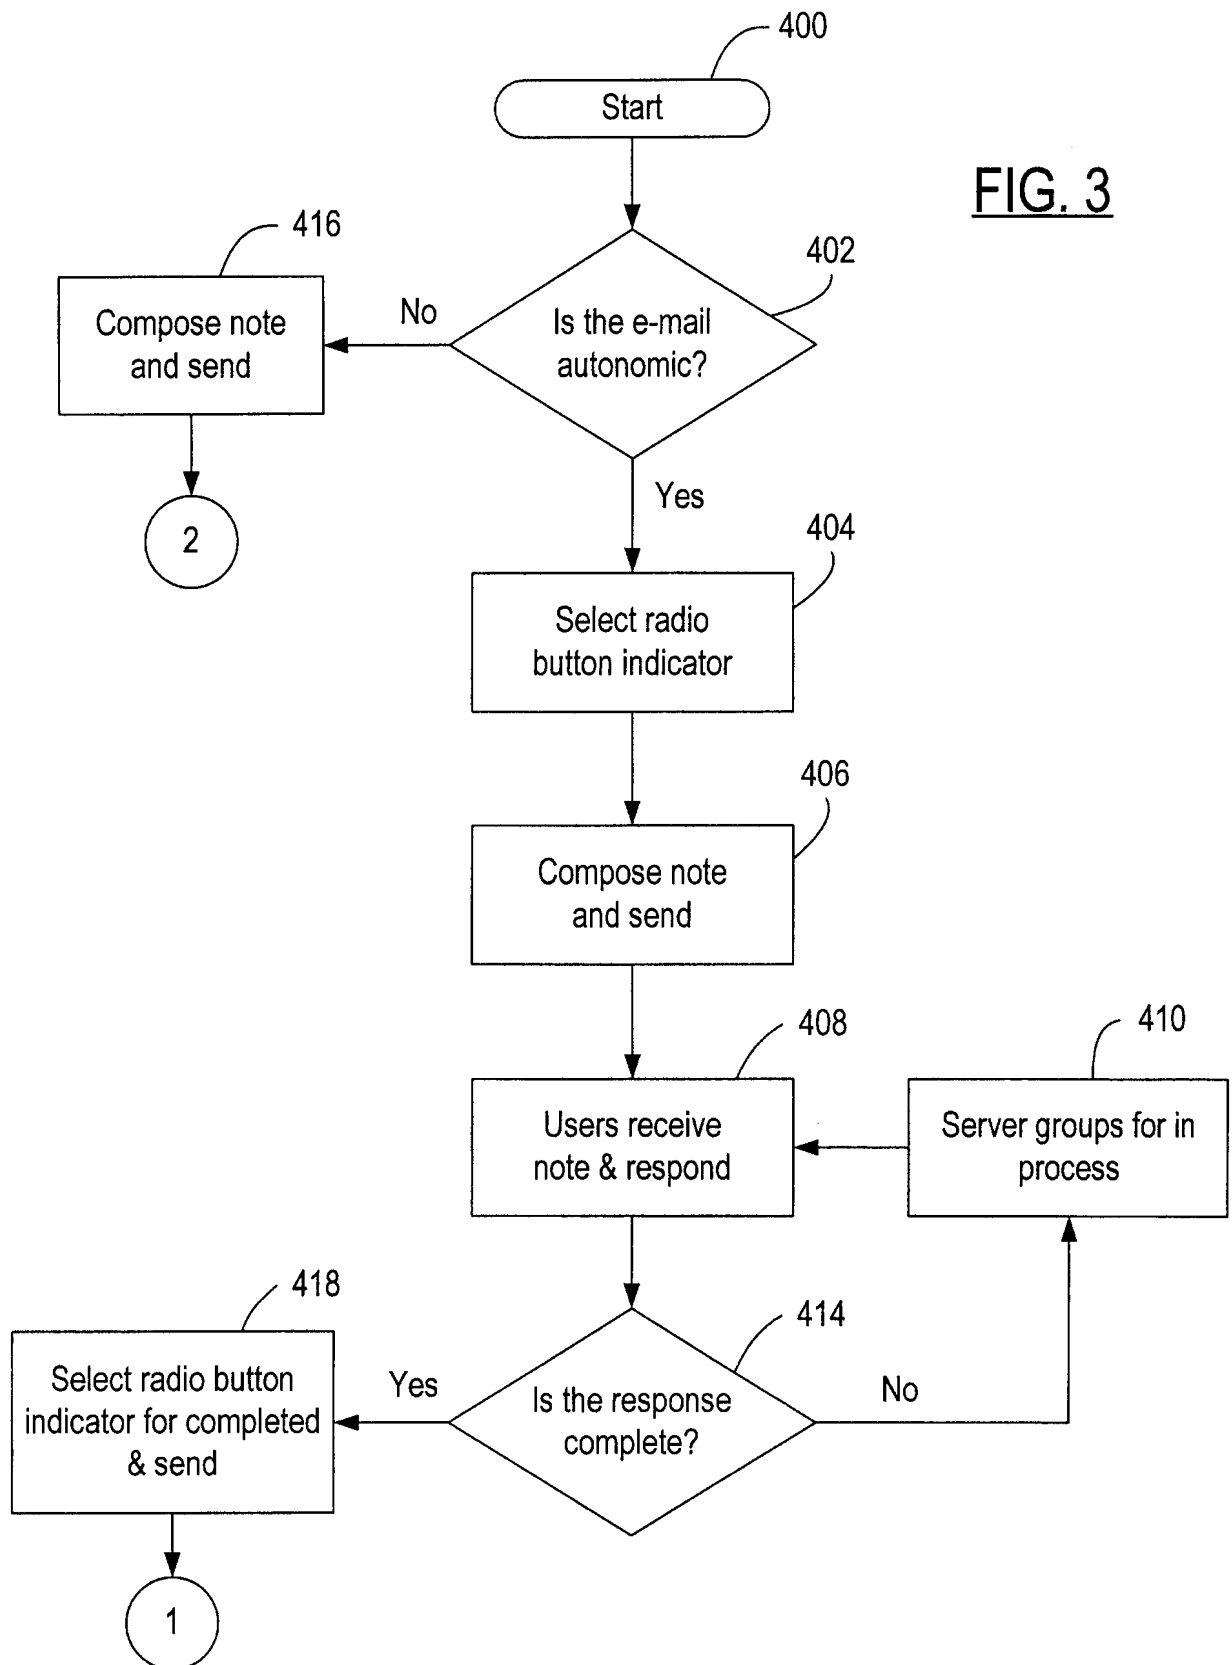 400
Start
FIG. 3
416
402
Compose note
and send
No
Is the e-mail
autonomic?
2
Yes
404
Select radio
button indicator
406
Compose note
and send
408
410
Users receive
note & respond
Server groups for in
process
418
414
Select radio button
indicator for completed
& send
Yes
Is the response
complete?
No
1